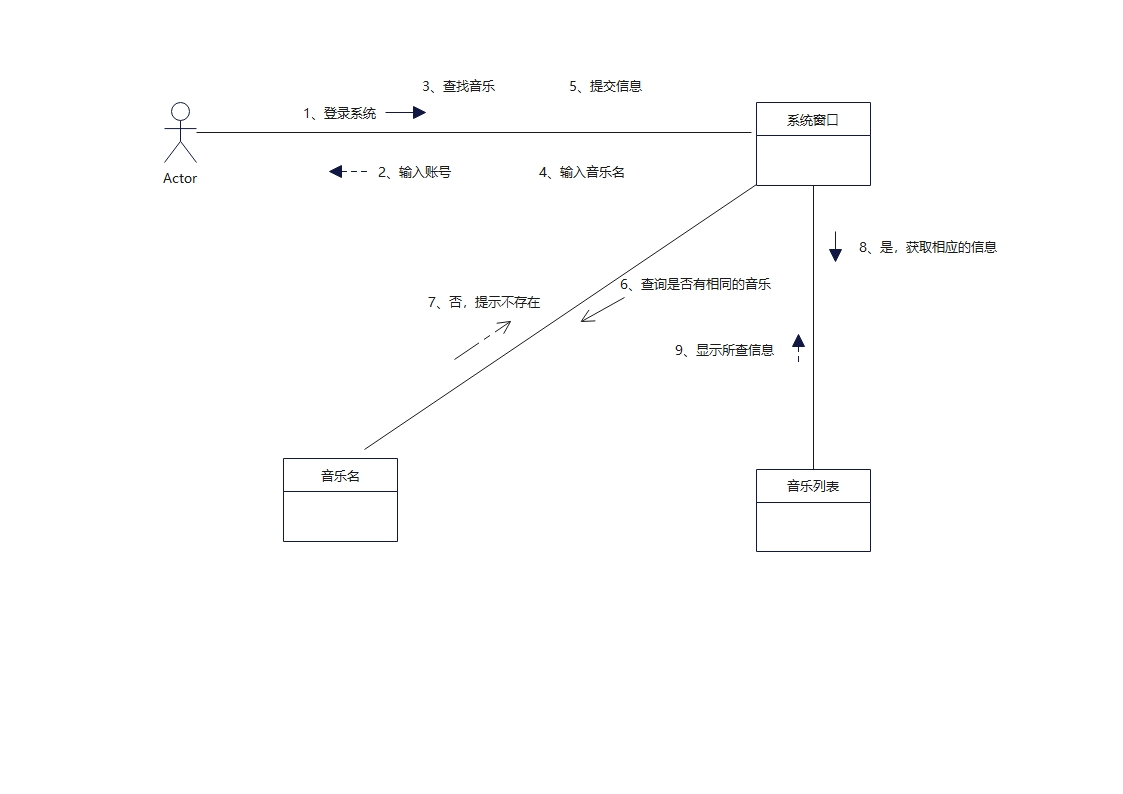 3、查找音乐
5、提交信息
1、登录系统
系统窗口
Actor
2、输入账号
4、输入音乐名
8、是，获取相应的信息
6、查询是否有相同的音乐
7、否，提示不存在
9、显示所查信息
音乐名
音乐列表